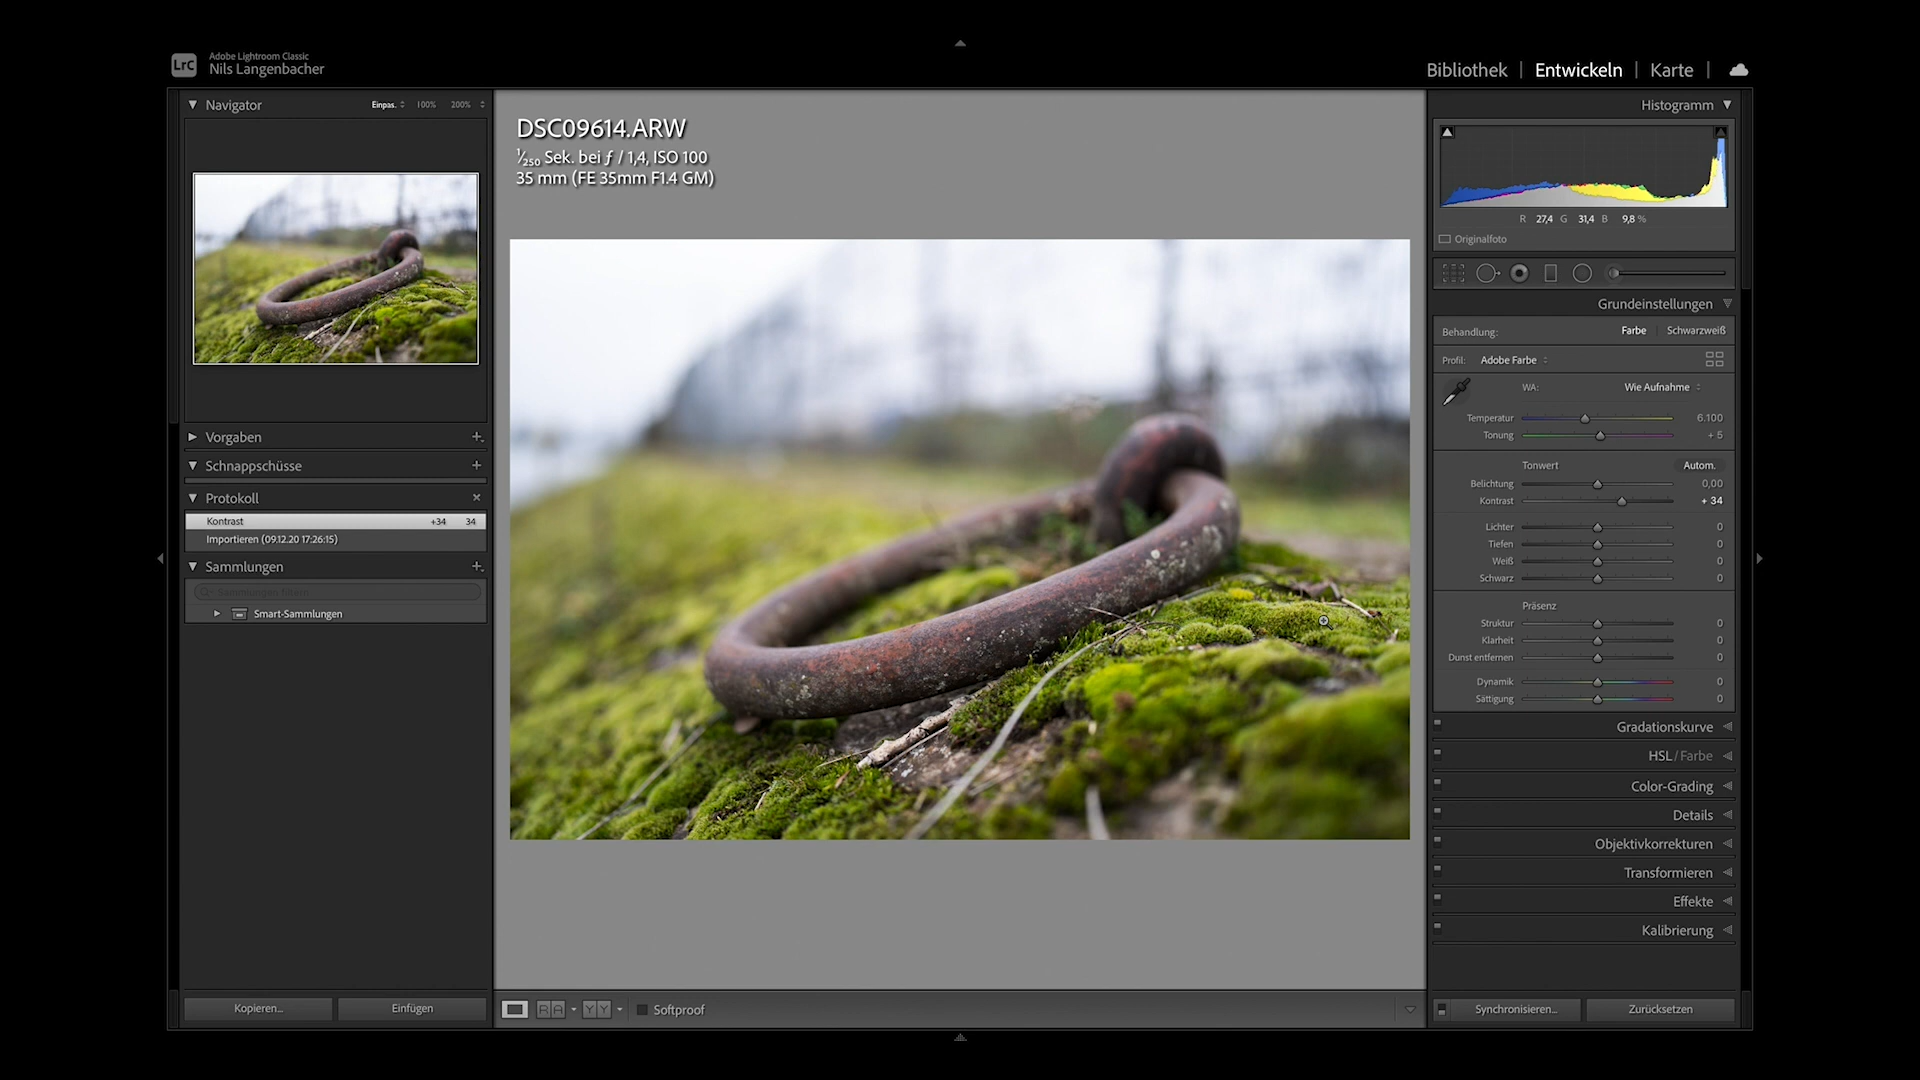 LrC
Adobe Lightroom Classic
Nils Langenbacher
Bibliothek | Entwickeln | Karte |
Navigator Einpas. 100% 200%
Vorgaben
Schnappschüsse
Protokoll
Kontrast +34 34
Importieren (09.12.20 17:26:15)
Sammlungen
Sammlungen filtern
Smart-Sammlungen
Kopieren... Einfügen
DSC09614.ARW
1/250 Sek. bei ƒ / 1,4, ISO 100
35 mm (FE 35mm F1.4 GM)
R A Y Y Softproof
Histogramm
R 27,4 G 31,4 B 9,8 %
Originalfoto
Grundeinstellungen
Behandlung: Farbe | Schwarzweiß
Profil: Adobe Farbe
WA: Wie Aufnahme
Temperatur 6.100
Tonung + 5
Tonwert Autom.
Belichtung 0,00
Kontrast + 34
Lichter 0
Tiefen 0
Weiß 0
Schwarz 0
Präsenz
Struktur 0
Klarheit 0
Dunst entfernen 0
Dynamik 0
Sättigung 0
Gradationskurve
HSL / Farbe
Color-Grading
Details
Objektivkorrekturen
Transformieren
Effekte
Kalibrierung
Synchronisieren... Zurücksetzen